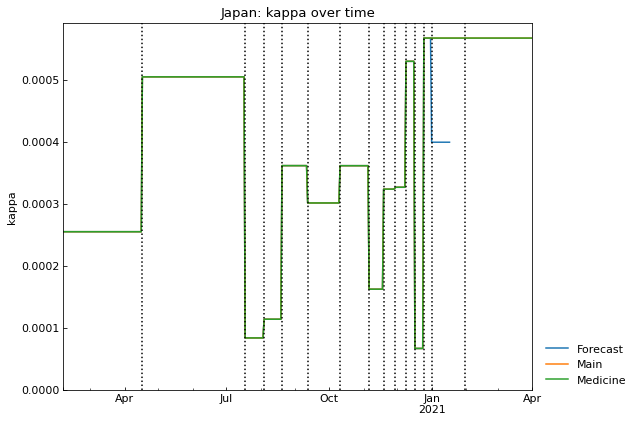 Japan: kappa over time
kappa
0.0005
0.0004
0.0003
0.0002
0.0001
0.0000
Apr
Jul
Oct
Jan
2021
Apr
Forecast
Main
Medicine